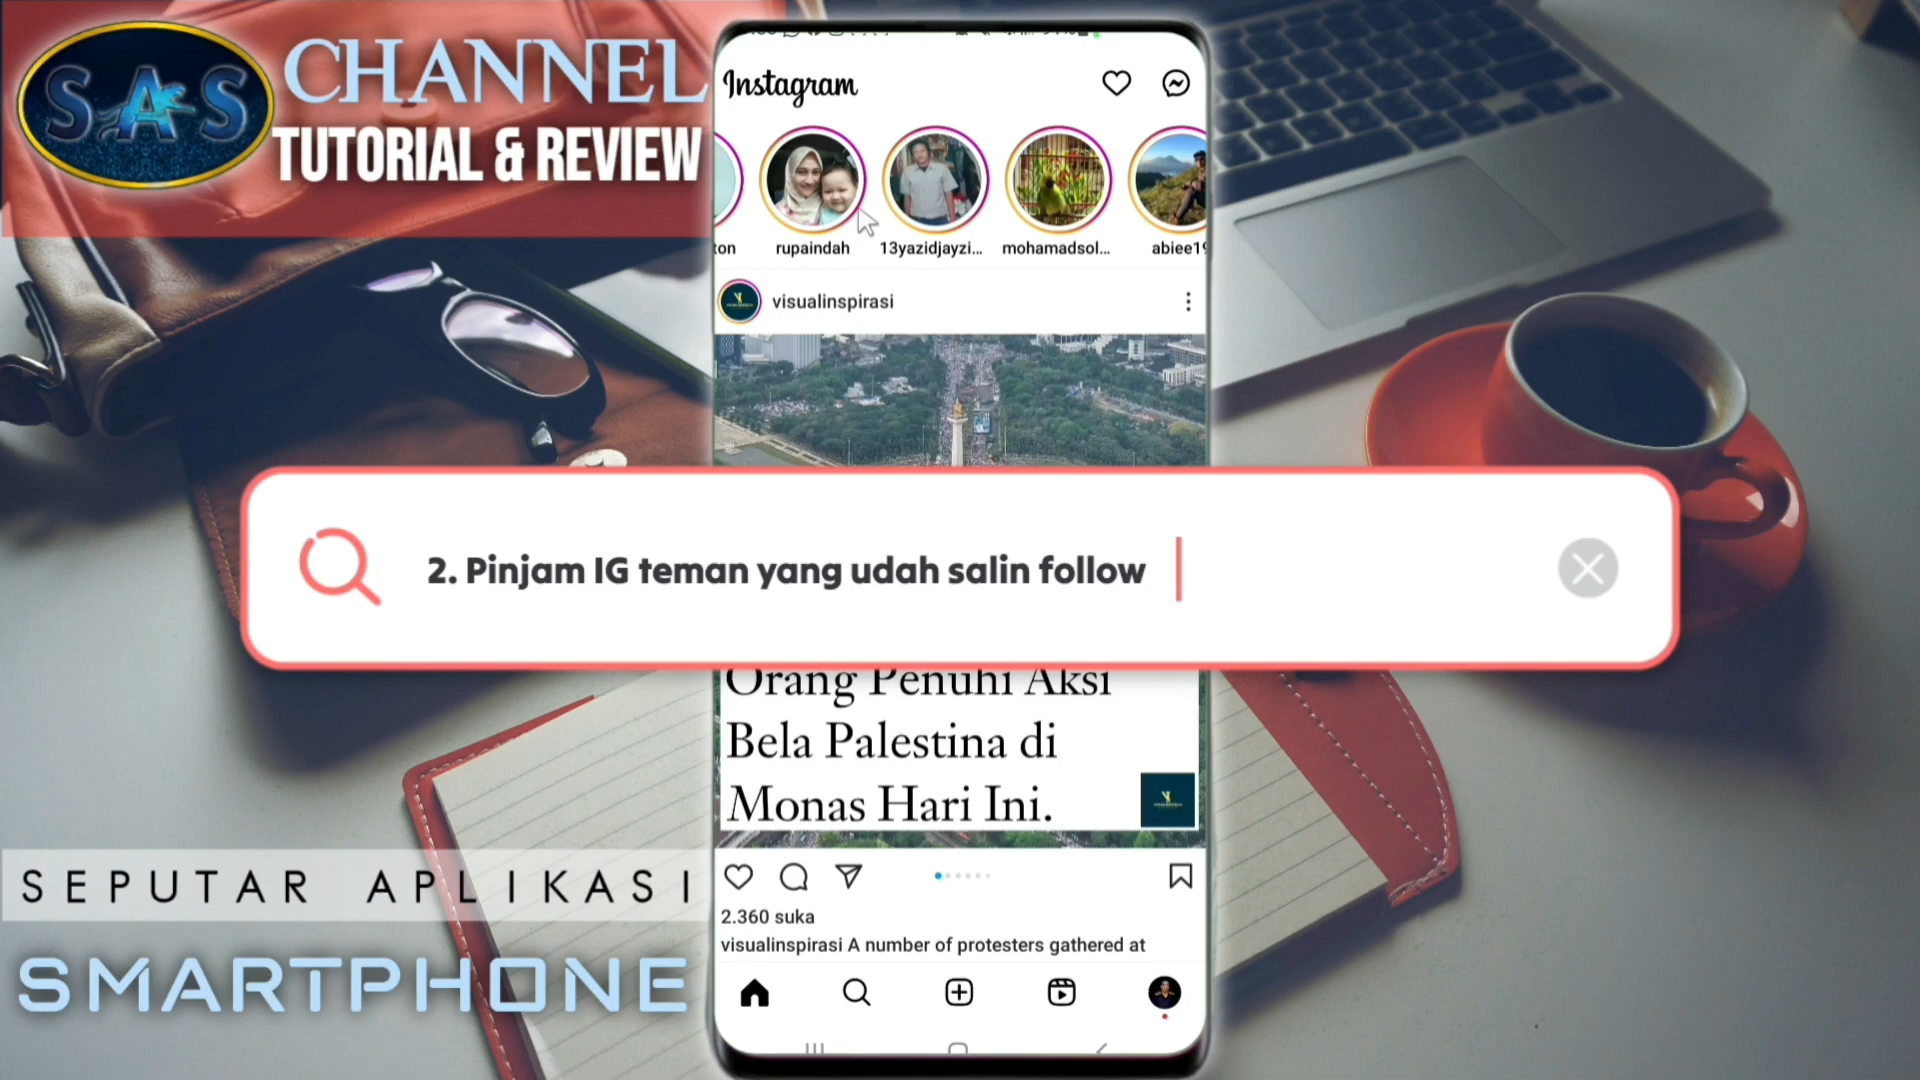 SAS
CHANNEL
TUTORIAL & REVIEW
Instagram
ton
rupaindah
13yazidjayzi...
mohamadsol...
abiee19
visualinspirasi
2. Pinjam IG teman yang udah salin follow
Orang Penuhi Aksi
Bela Palestina di
Monas Hari Ini.
2.360 suka
visualinspirasi A number of protesters gathered at
SEPUTAR APLIKASI
SMARTPHONE